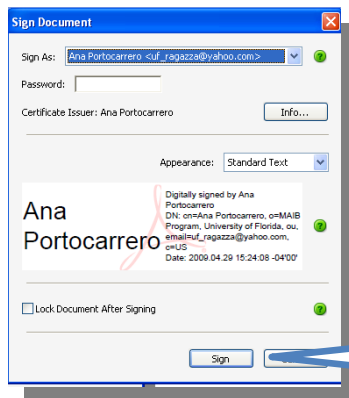 Sign Document
Sign As: Ana Portocarrero <uf_ragazza@yahoo.com>
Password:
Certificate Issuer: Ana Portocarrero Info...
Appearance: Standard Text
Ana
Portocarrero
Digitally signed by Ana
Portocarrero
DN: cn=Ana Portocarrero, o=MAIB
Program, University of Florida, ou,
email=uf_ragazza@yahoo.com,
c=US
Date: 2009.04.29 15:24:08 -04'00'
Lock Document After Signing
Sign